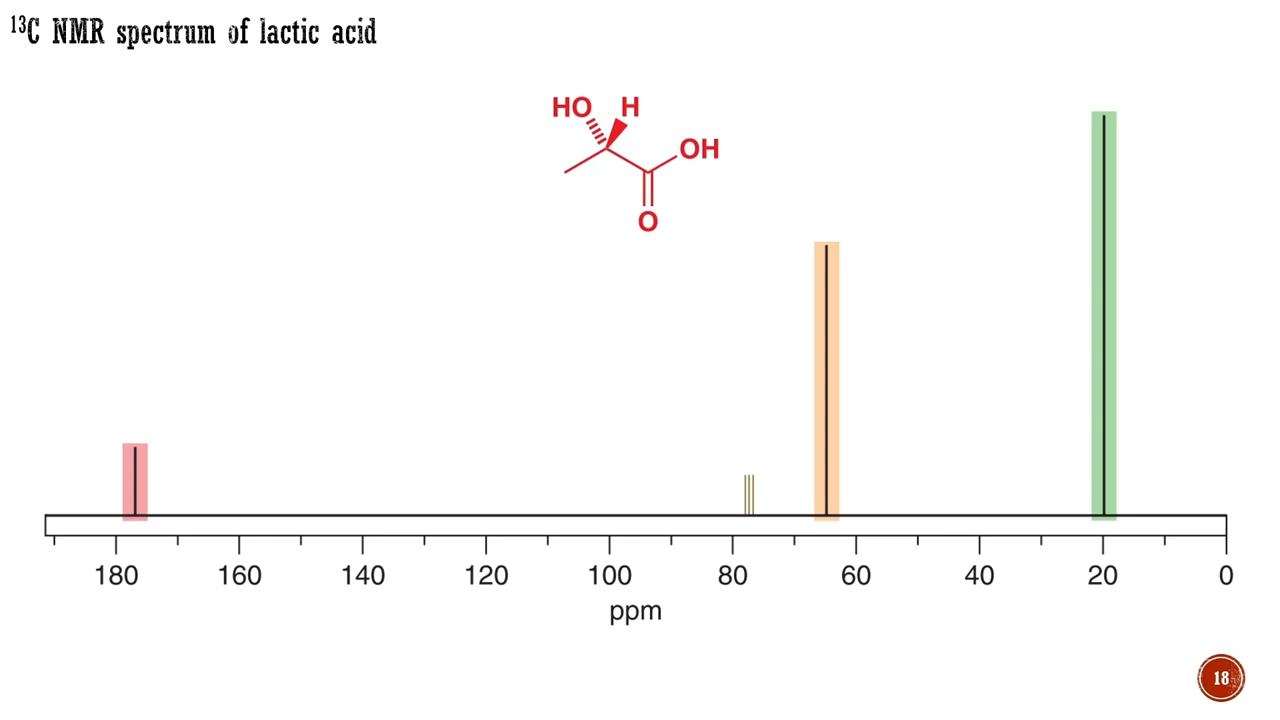 ¹³C NMR spectrum of lactic acid
HO H
OH
O
180 160 140 120 100 80 60 40 20 0
ppm
18